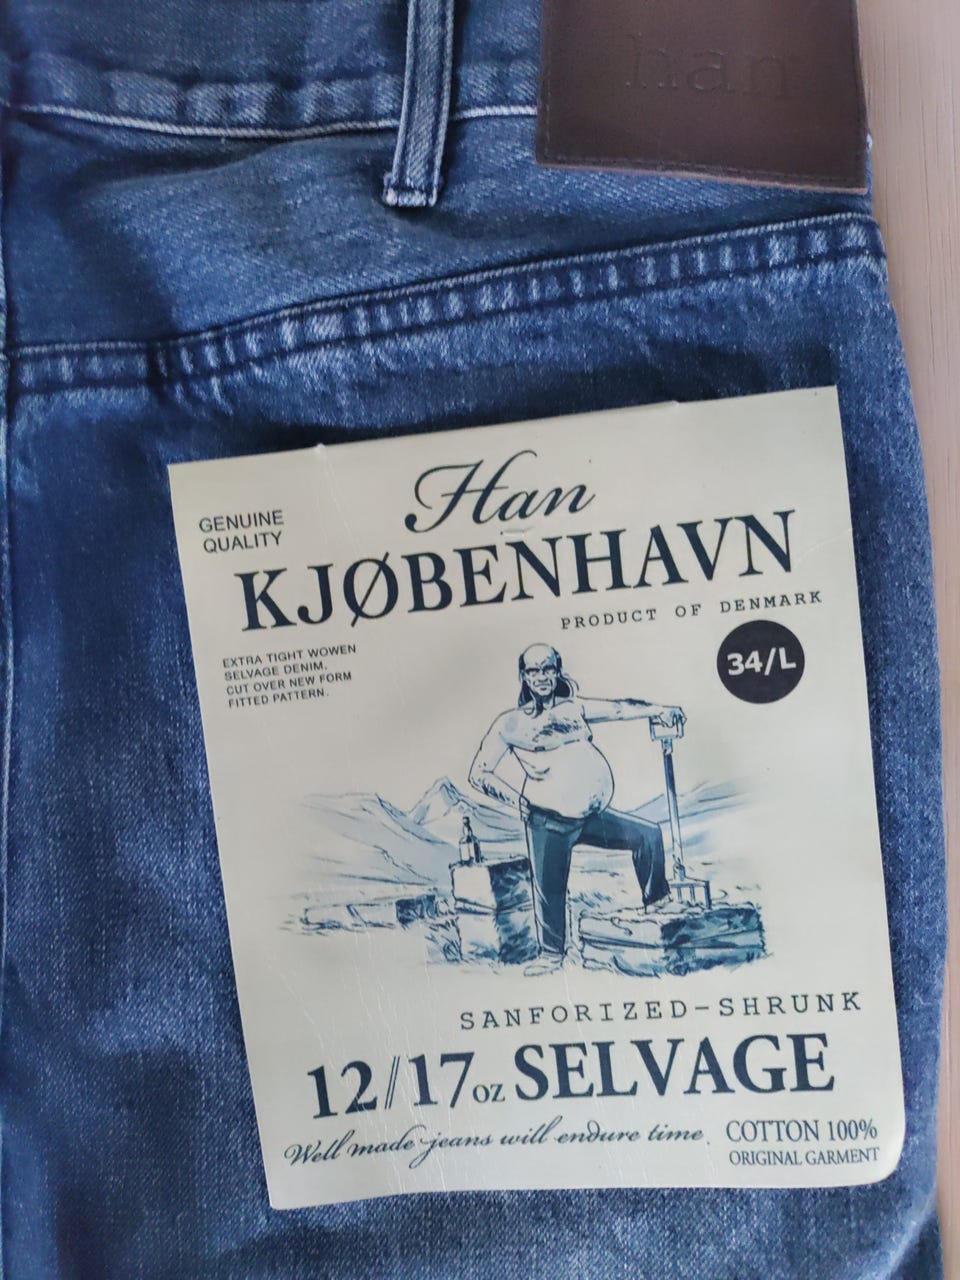 han
Han
GENUINE
QUALITY
KJØBENHAVN
PRODUCT OF DENMARK
EXTRA TIGHT WOWEN
SELVAGE DENIM.
CUT OVER NEW FORM
FITTED PATTERN.
34/L
SANFORIZED-SHRUNK
12//17oz SELVAGE
Well made jeans will endure time.
COTTON 100%
ORIGINAL GARMENT